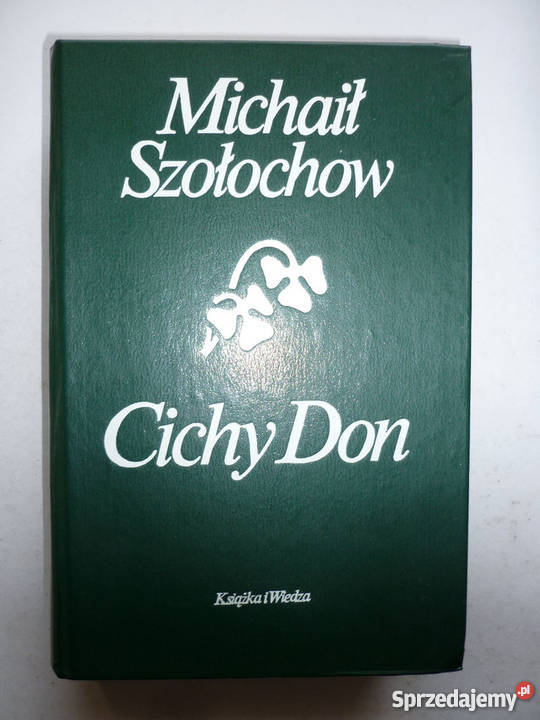 Michaił
Szołochow
Cichy Don
Książka i Wiedza
Sprzedajemy.pl